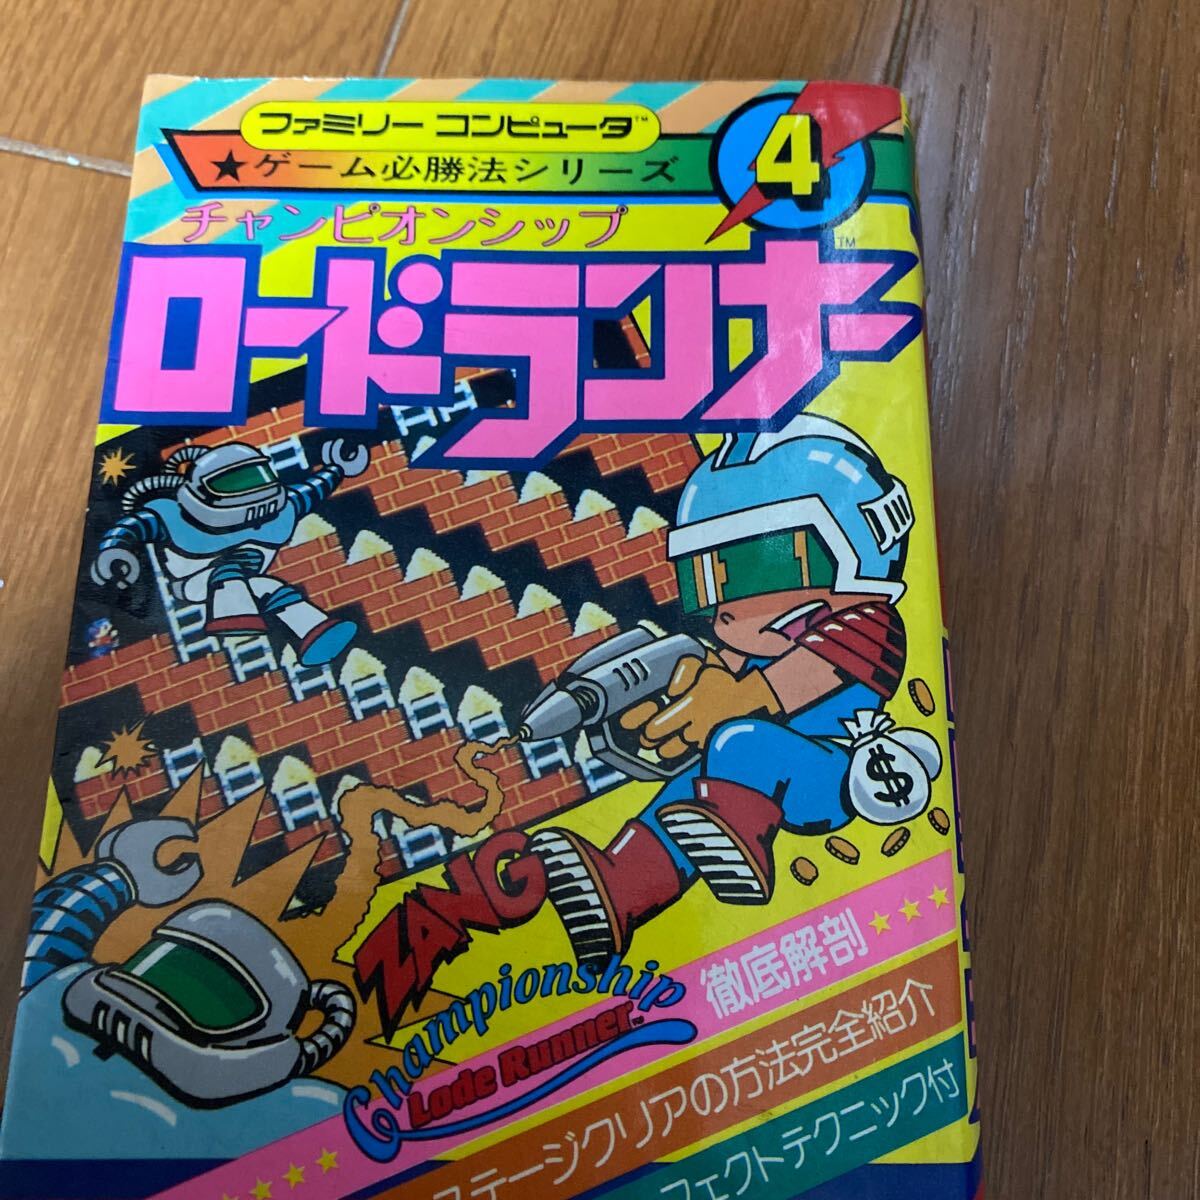 ファミリー コンピュータ™
★ゲーム必勝法シリーズ
4
チャンピオンシップ
ロードランナー™
ZANG
Championship
Lode Runner™
★★★徹底解剖★★★
ステージクリアの方法完全紹介
フェクトテクニック付
$